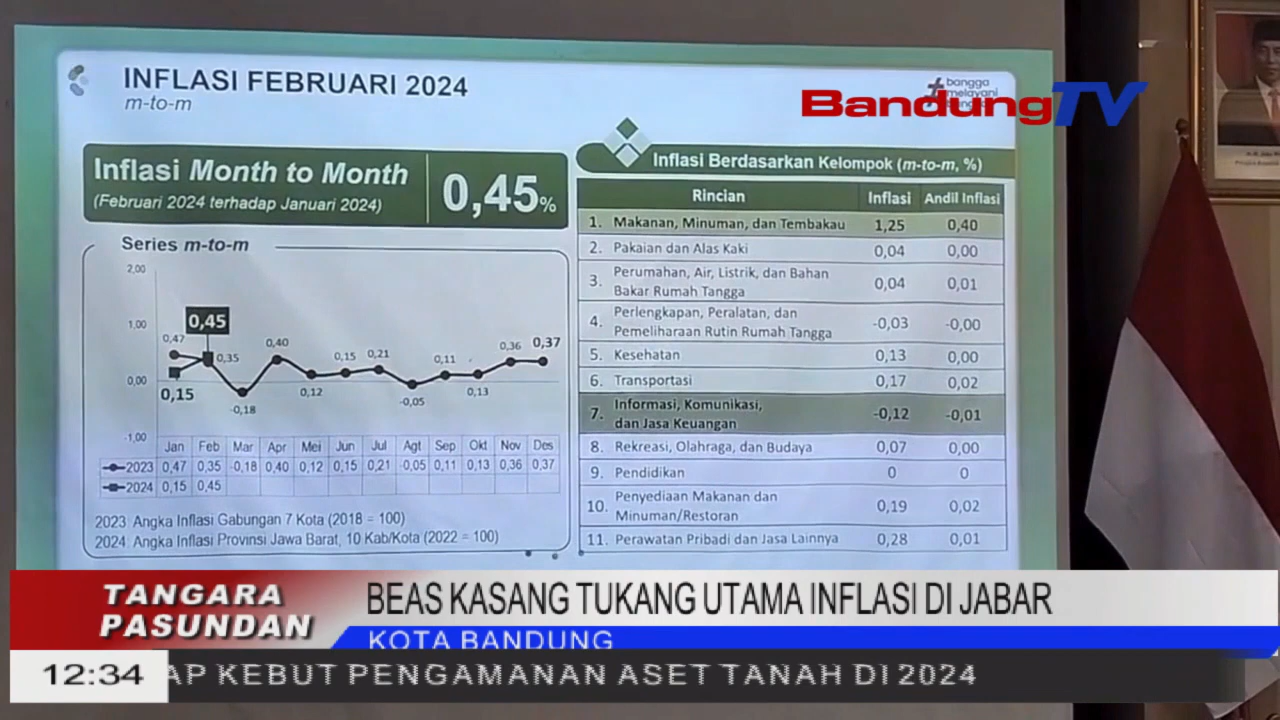 INFLASI FEBRUARI 2024
m-to-m
bangga
melayani
BandungTV
Inflasi Month to Month
(Februari 2024 terhadap Januari 2024)
0,45%
Series m-to-m
2,00
1,00
0,00
-1,00
0,47
0,45
0,15
0,35
-0,18
0,40
0,12
0,15
0,21
-0,05
0,11
0,13
0,36
0,37
Jan Feb Mar Apr Mei Jun Jul Agt Sep Okt Nov Des
2023 0,47 0,35 -0,18 0,40 0,12 0,15 0,21 -0,05 0,11 0,13 0,36 0,37
2024 0,15 0,45
2023 Angka Inflasi Gabungan 7 Kota (2018 = 100)
2024 Angka Inflasi Provinsi Jawa Barat, 10 Kab/Kota (2022 = 100)
Inflasi Berdasarkan Kelompok (m-to-m, %)
Rincian Inflasi Andil Inflasi
1. Makanan, Minuman, dan Tembakau 1,25 0,40
2. Pakaian dan Alas Kaki 0,04 0,00
3. Perumahan, Air, Listrik, dan Bahan
Bakar Rumah Tangga 0,04 0,01
4. Perlengkapan, Peralatan, dan
Pemeliharaan Rutin Rumah Tangga -0,03 -0,00
5. Kesehatan 0,13 0,00
6. Transportasi 0,17 0,02
7. Informasi, Komunikasi,
dan Jasa Keuangan -0,12 -0,01
8. Rekreasi, Olahraga, dan Budaya 0,07 0,00
9. Pendidikan 0 0
10. Penyediaan Makanan dan
Minuman/Restoran 0,19 0,02
11. Perawatan Pribadi dan Jasa Lainnya 0,28 0,01
TANGARA
PASUNDAN
BEAS KASANG TUKANG UTAMA INFLASI DI JABAR
KOTA BANDUNG
12:34
AP KEBUT PENGAMANAN ASET TANAH DI 2024